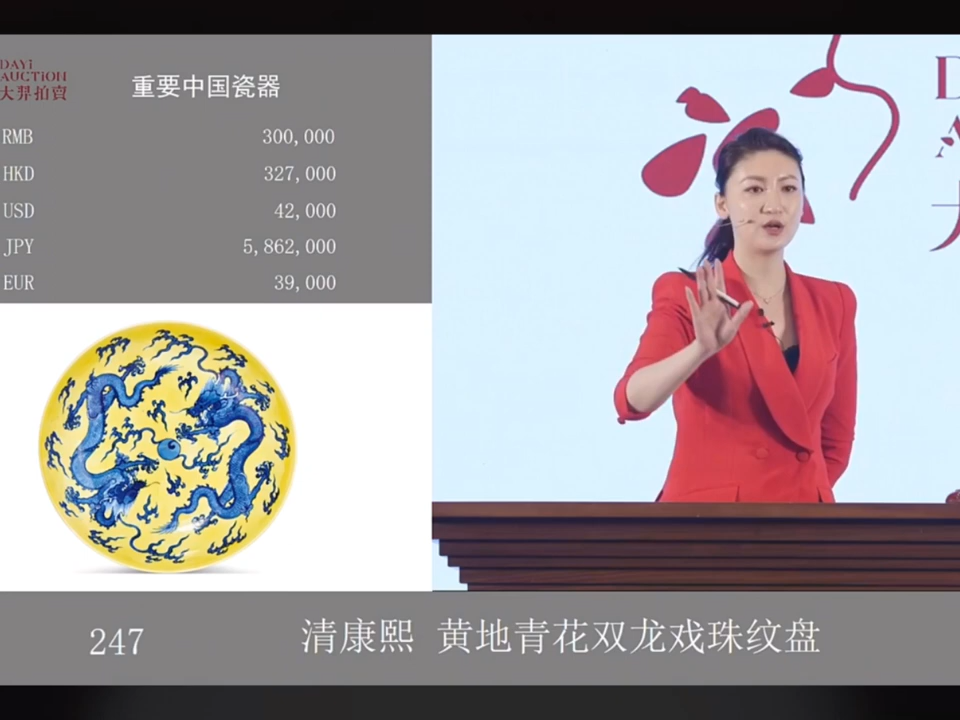 DAYi
AUCTION
大羿拍賣
重要中国瓷器
RMB 300,000
HKD 327,000
USD 42,000
JPY 5,862,000
EUR 39,000
247 清康熙 黄地青花双龙戏珠纹盘